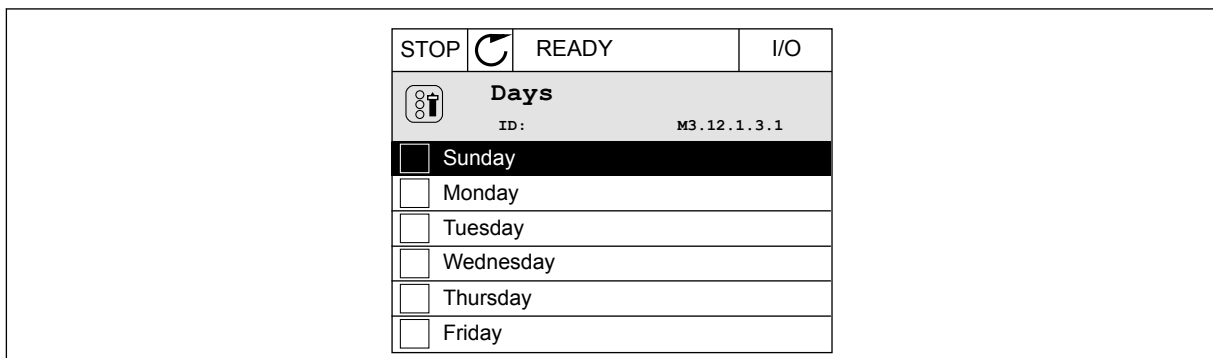 STOP READY I/O
Days
ID: M3.12.1.3.1
Sunday
Monday
Tuesday
Wednesday
Thursday
Friday